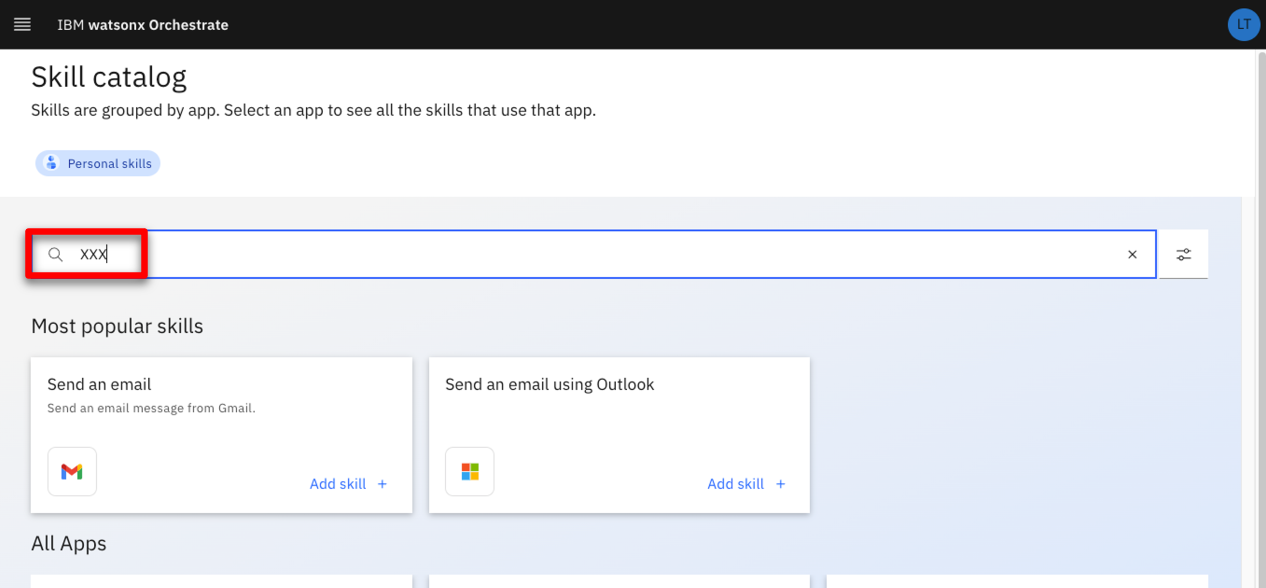 IBM watsonx Orchestrate
LT
Skill catalog
Skills are grouped by app. Select an app to see all the skills that use that app.
Personal skills
XXX
Most popular skills
Send an email
Send an email message from Gmail.
Add skill +
Send an email using Outlook
Add skill +
All Apps